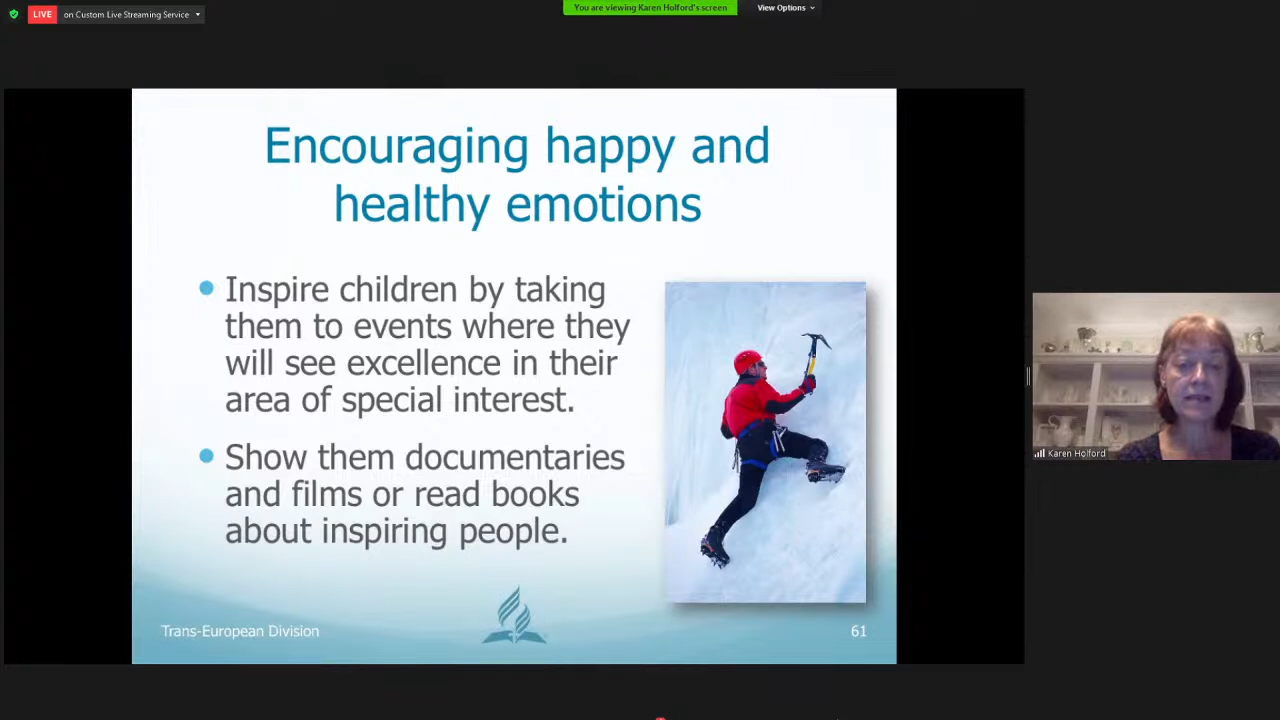 LIVE on Custom Live Streaming Service
You are viewing Karen Holford's screen
View Options
Encouraging happy and
healthy emotions
Inspire children by taking
them to events where they
will see excellence in their
area of special interest.
Show them documentaries
and films or read books
about inspiring people.
Trans-European Division
61
Karen Holford